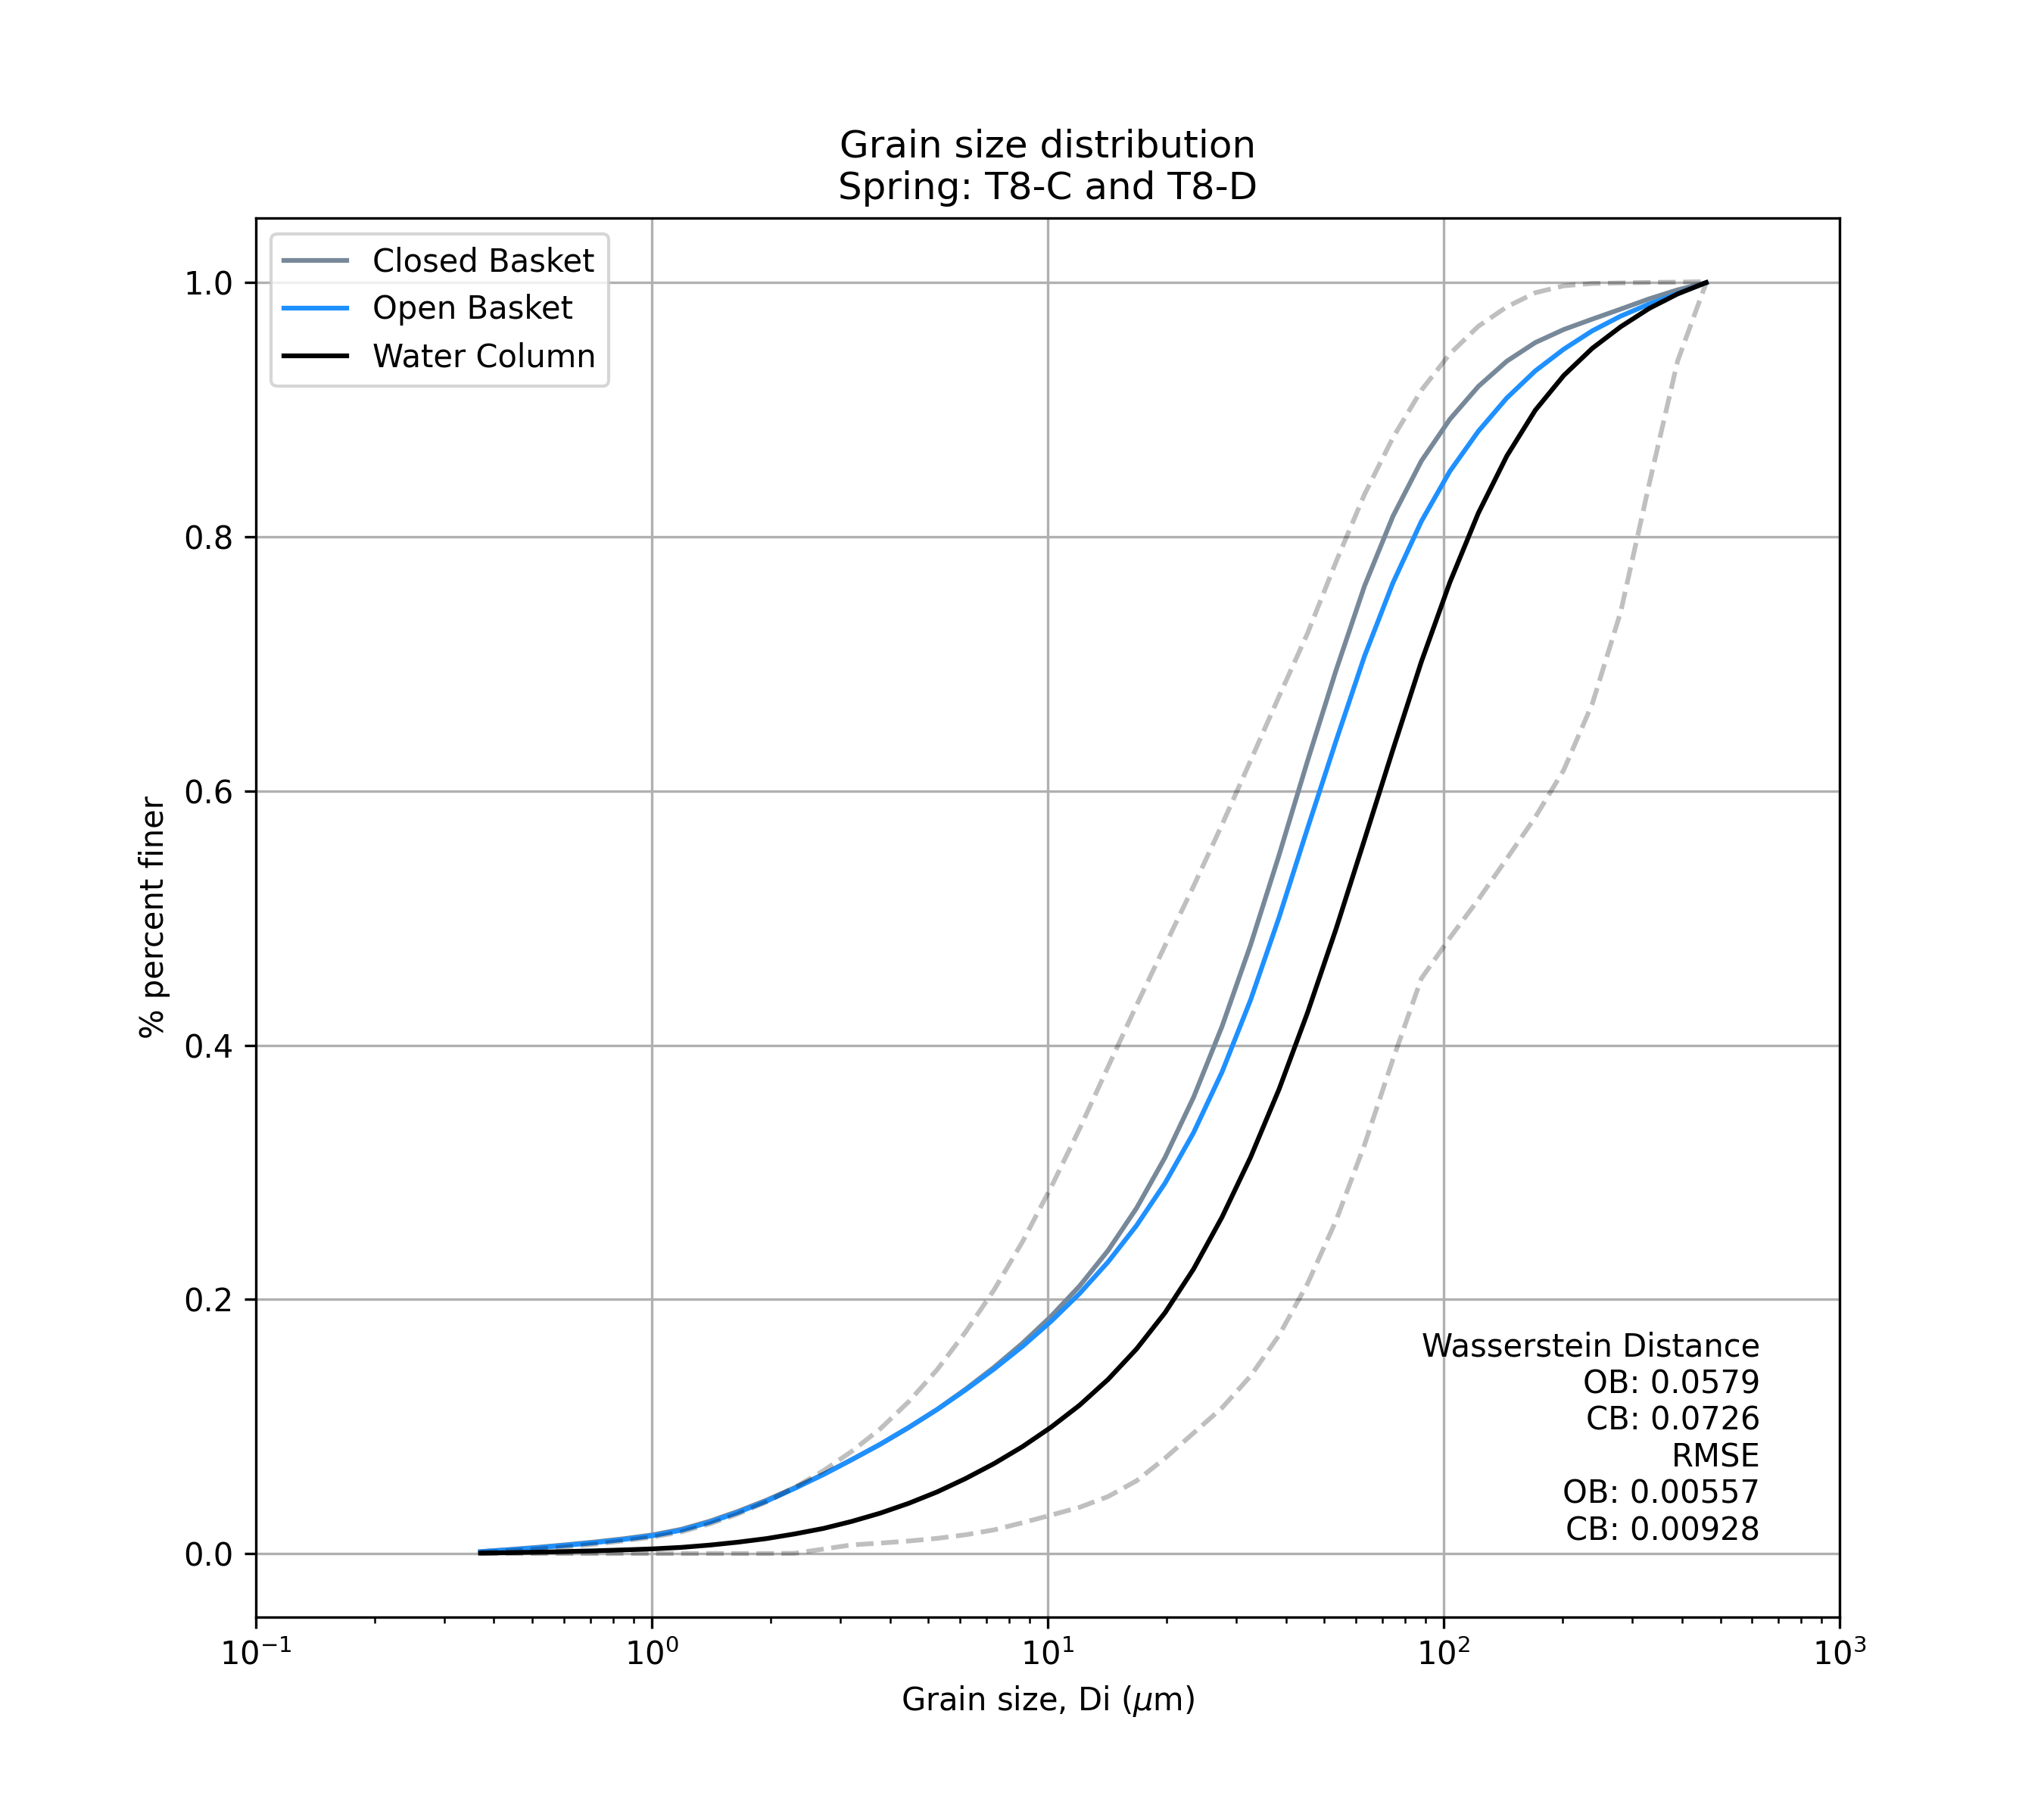 Grain size distribution
Spring: T8-C and T8-D
Closed Basket
Open Basket
Water Column
1.0
0.8
0.6
0.4
0.2
0.0
% percent finer
Wasserstein Distance
OB: 0.0579
CB: 0.0726
RMSE
OB: 0.00557
CB: 0.00928
10⁻¹ 10⁰ 10¹ 10² 10³
Grain size, Di (μm)